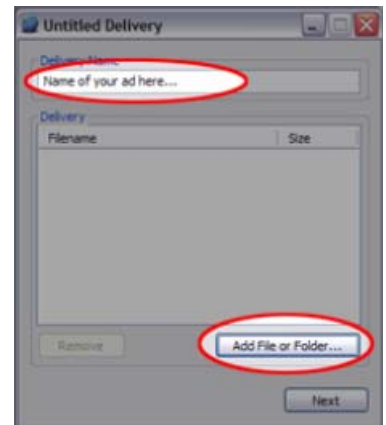 Untitled Delivery
Delivery Name
Name of your ad here...
Delivery
Filename Size
Remove Add File or Folder...
Next